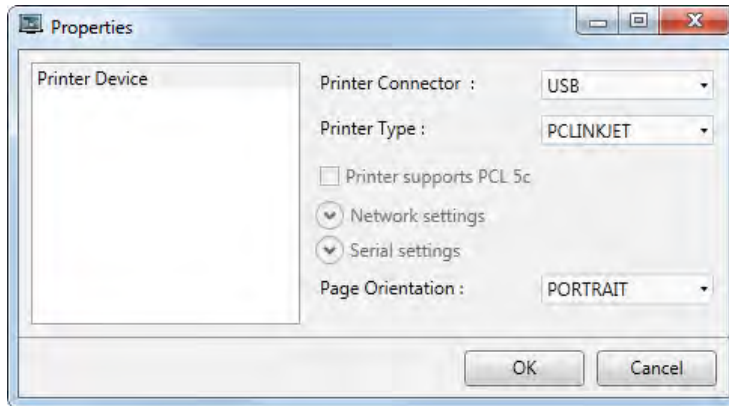 Properties
Printer Device
Printer Connector :
USB
Printer Type :
PCLINKJET
Printer supports PCL 5c
Network settings
Serial settings
Page Orientation :
PORTRAIT
OK
Cancel